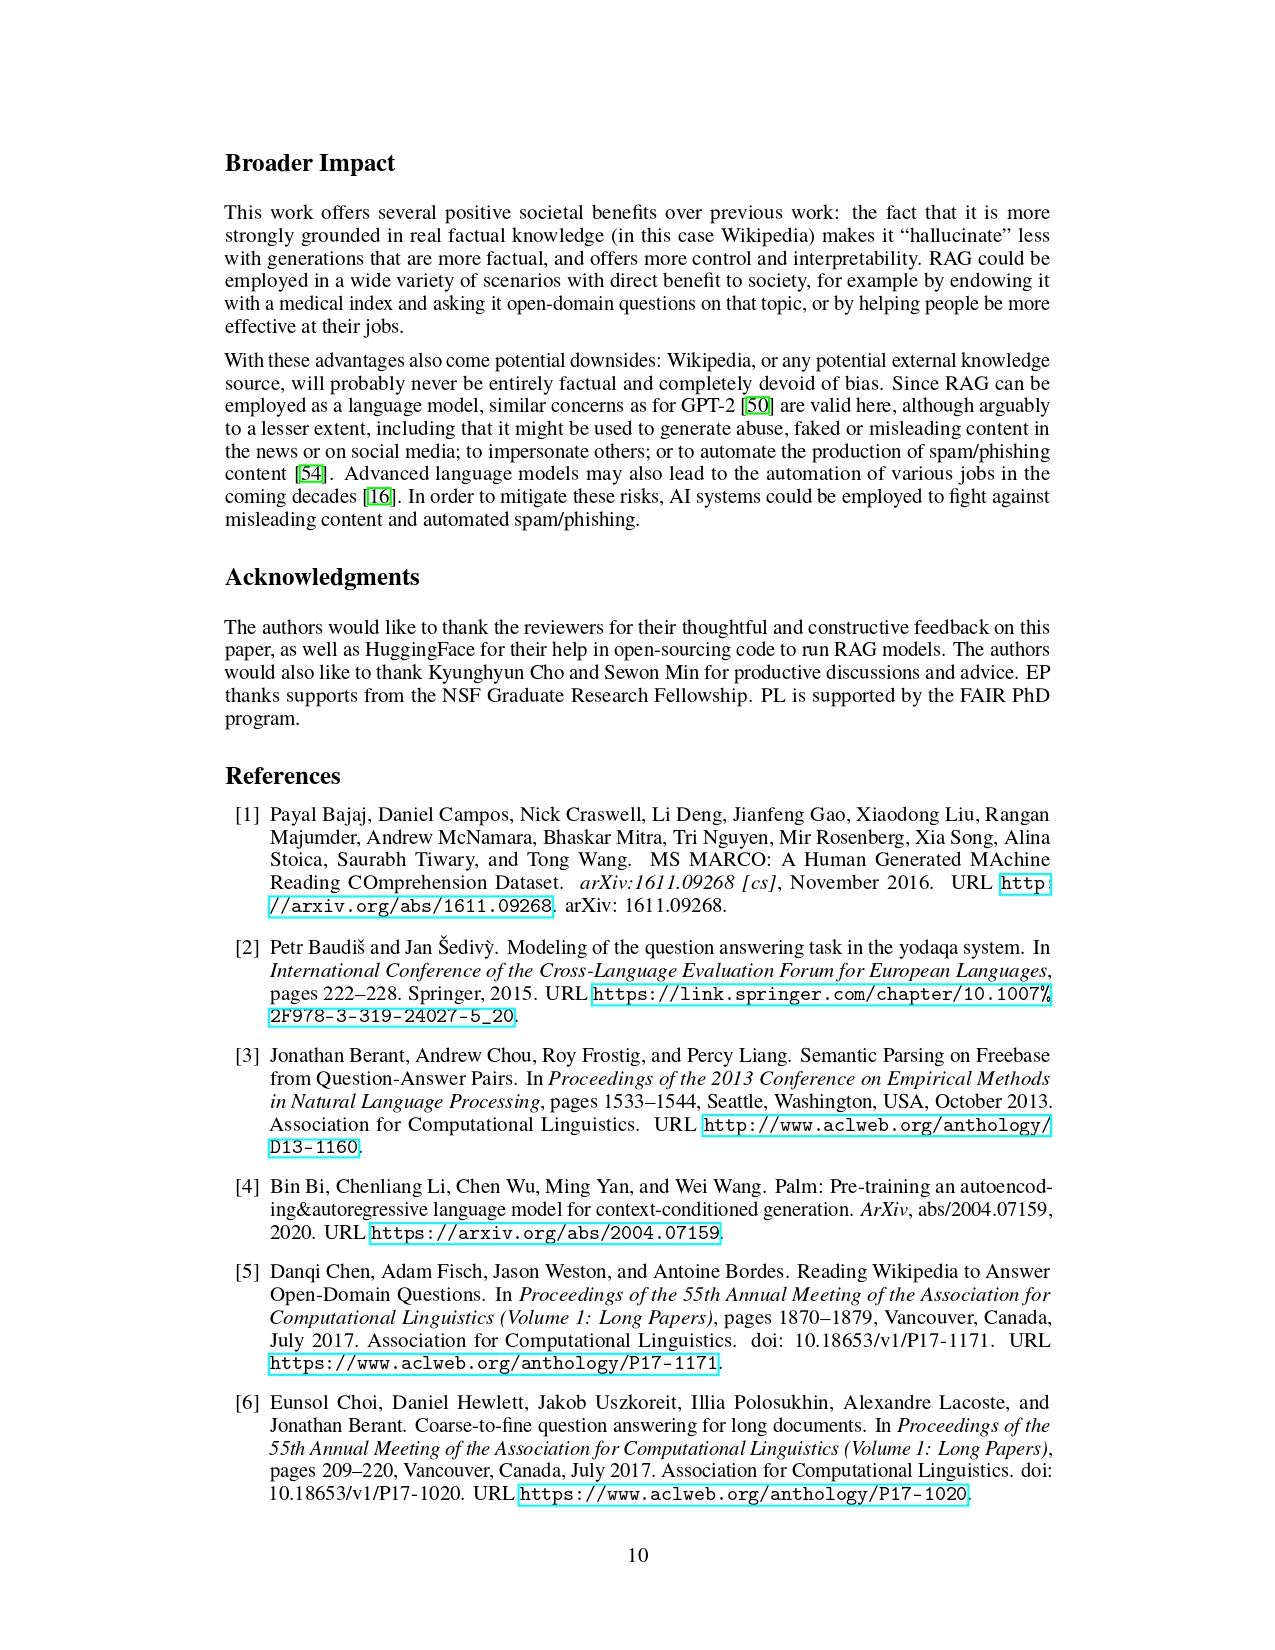 Broader Impact
This work offers several positive societal benefits over previous work: the fact that it is more
strongly grounded in real factual knowledge (in this case Wikipedia) makes it “hallucinate” less
with generations that are more factual, and offers more control and interpretability. RAG could be
employed in a wide variety of scenarios with direct benefit to society, for example by endowing it
with a medical index and asking it open-domain questions on that topic, or by helping people be more
effective at their jobs.
With these advantages also come potential downsides: Wikipedia, or any potential external knowledge
source, will probably never be entirely factual and completely devoid of bias. Since RAG can be
employed as a language model, similar concerns as for GPT-2 [50] are valid here, although arguably
to a lesser extent, including that it might be used to generate abuse, faked or misleading content in
the news or on social media; to impersonate others; or to automate the production of spam/phishing
content [54]. Advanced language models may also lead to the automation of various jobs in the
coming decades [16]. In order to mitigate these risks, AI systems could be employed to fight against
misleading content and automated spam/phishing.
Acknowledgments
The authors would like to thank the reviewers for their thoughtful and constructive feedback on this
paper, as well as HuggingFace for their help in open-sourcing code to run RAG models. The authors
would also like to thank Kyunghyun Cho and Sewon Min for productive discussions and advice. EP
thanks supports from the NSF Graduate Research Fellowship. PL is supported by the FAIR PhD
program.
References
[1] Payal Bajaj, Daniel Campos, Nick Craswell, Li Deng, Jianfeng Gao, Xiaodong Liu, Rangan
Majumder, Andrew McNamara, Bhaskar Mitra, Tri Nguyen, Mir Rosenberg, Xia Song, Alina
Stoica, Saurabh Tiwary, and Tong Wang. MS MARCO: A Human Generated MAchine
Reading COmprehension Dataset. arXiv:1611.09268 [cs], November 2016. URL http:
//arxiv.org/abs/1611.09268. arXiv: 1611.09268.
[2] Petr Baudiš and Jan Šedivỳ. Modeling of the question answering task in the yodaqa system. In
International Conference of the Cross-Language Evaluation Forum for European Languages,
pages 222–228. Springer, 2015. URL https://link.springer.com/chapter/10.1007%
2F978-3-319-24027-5_20.
[3] Jonathan Berant, Andrew Chou, Roy Frostig, and Percy Liang. Semantic Parsing on Freebase
from Question-Answer Pairs. In Proceedings of the 2013 Conference on Empirical Methods
in Natural Language Processing, pages 1533–1544, Seattle, Washington, USA, October 2013.
Association for Computational Linguistics. URL http://www.aclweb.org/anthology/
D13-1160.
[4] Bin Bi, Chenliang Li, Chen Wu, Ming Yan, and Wei Wang. Palm: Pre-training an autoencod-
ing&autoregressive language model for context-conditioned generation. ArXiv, abs/2004.07159,
2020. URL https://arxiv.org/abs/2004.07159.
[5] Danqi Chen, Adam Fisch, Jason Weston, and Antoine Bordes. Reading Wikipedia to Answer
Open-Domain Questions. In Proceedings of the 55th Annual Meeting of the Association for
Computational Linguistics (Volume 1: Long Papers), pages 1870–1879, Vancouver, Canada,
July 2017. Association for Computational Linguistics. doi: 10.18653/v1/P17-1171. URL
https://www.aclweb.org/anthology/P17-1171.
[6] Eunsol Choi, Daniel Hewlett, Jakob Uszkoreit, Illia Polosukhin, Alexandre Lacoste, and
Jonathan Berant. Coarse-to-fine question answering for long documents. In Proceedings of the
55th Annual Meeting of the Association for Computational Linguistics (Volume 1: Long Papers),
pages 209–220, Vancouver, Canada, July 2017. Association for Computational Linguistics. doi:
10.18653/v1/P17-1020. URL https://www.aclweb.org/anthology/P17-1020.
10